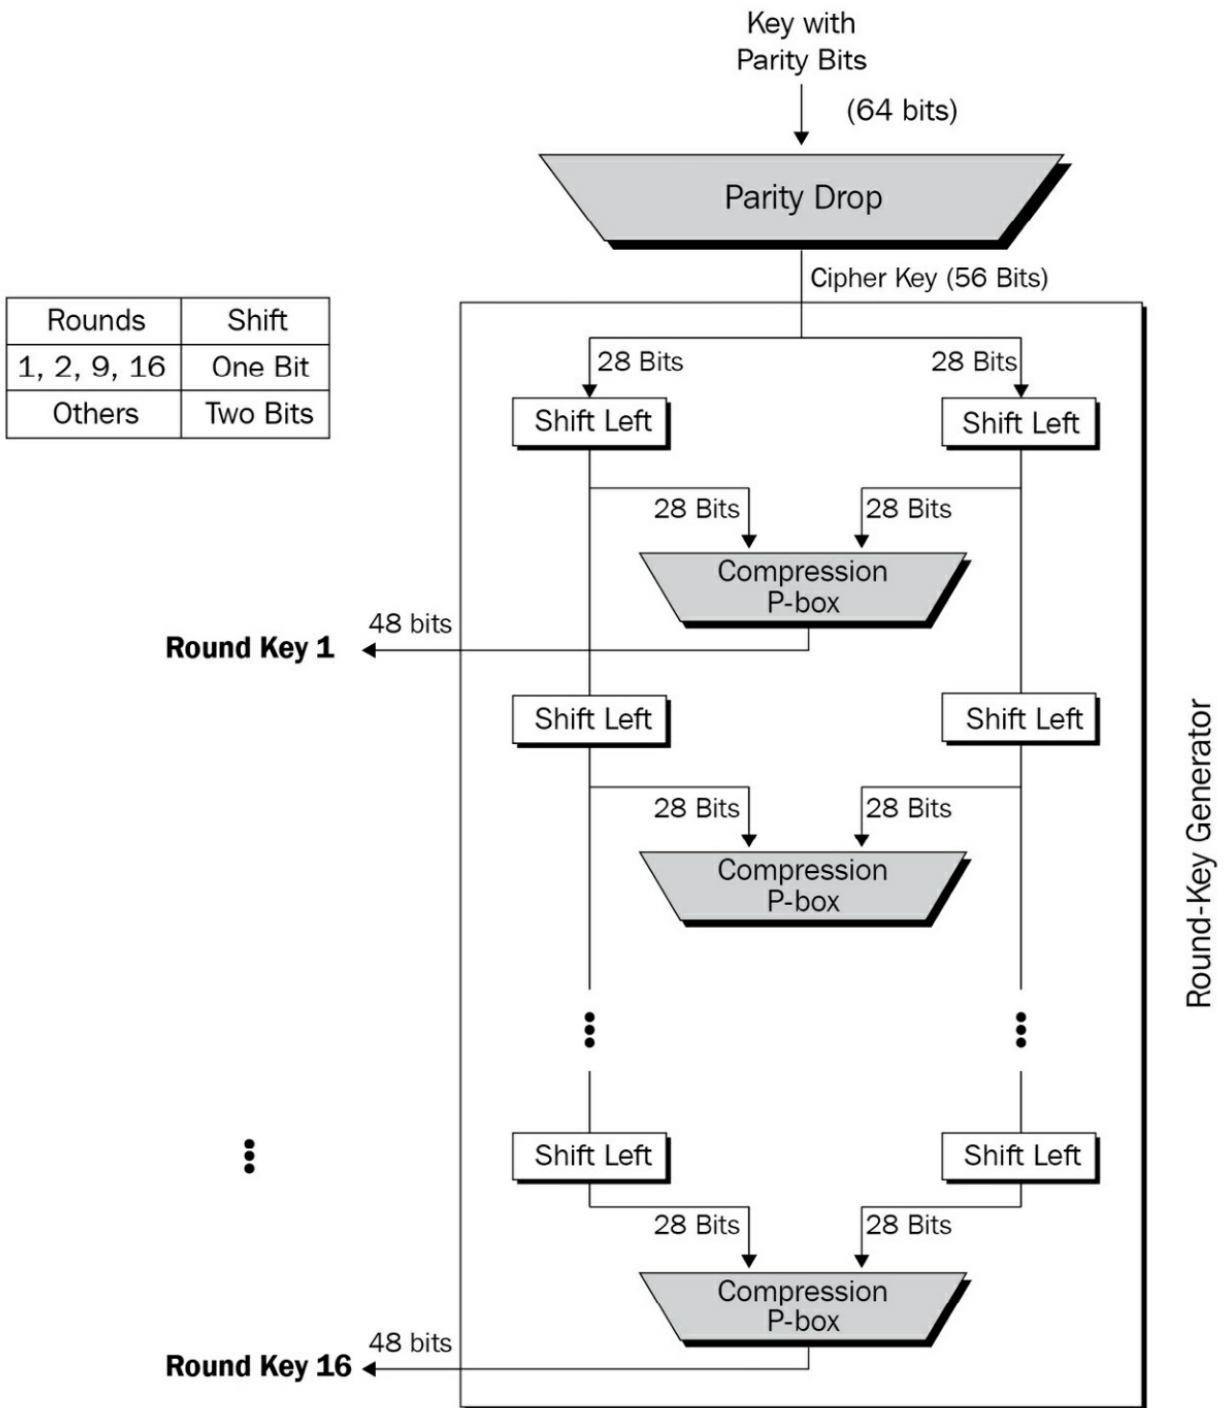 Key with
Parity Bits
(64 bits)
Parity Drop
Cipher Key (56 Bits)
Rounds Shift
1, 2, 9, 16 One Bit
Others Two Bits
28 Bits 28 Bits
Shift Left Shift Left
28 Bits 28 Bits
Compression
P-box
48 bits
Round Key 1
Shift Left Shift Left
28 Bits 28 Bits
Compression
P-box
Round-Key Generator
Shift Left Shift Left
28 Bits 28 Bits
Compression
P-box
48 bits
Round Key 16